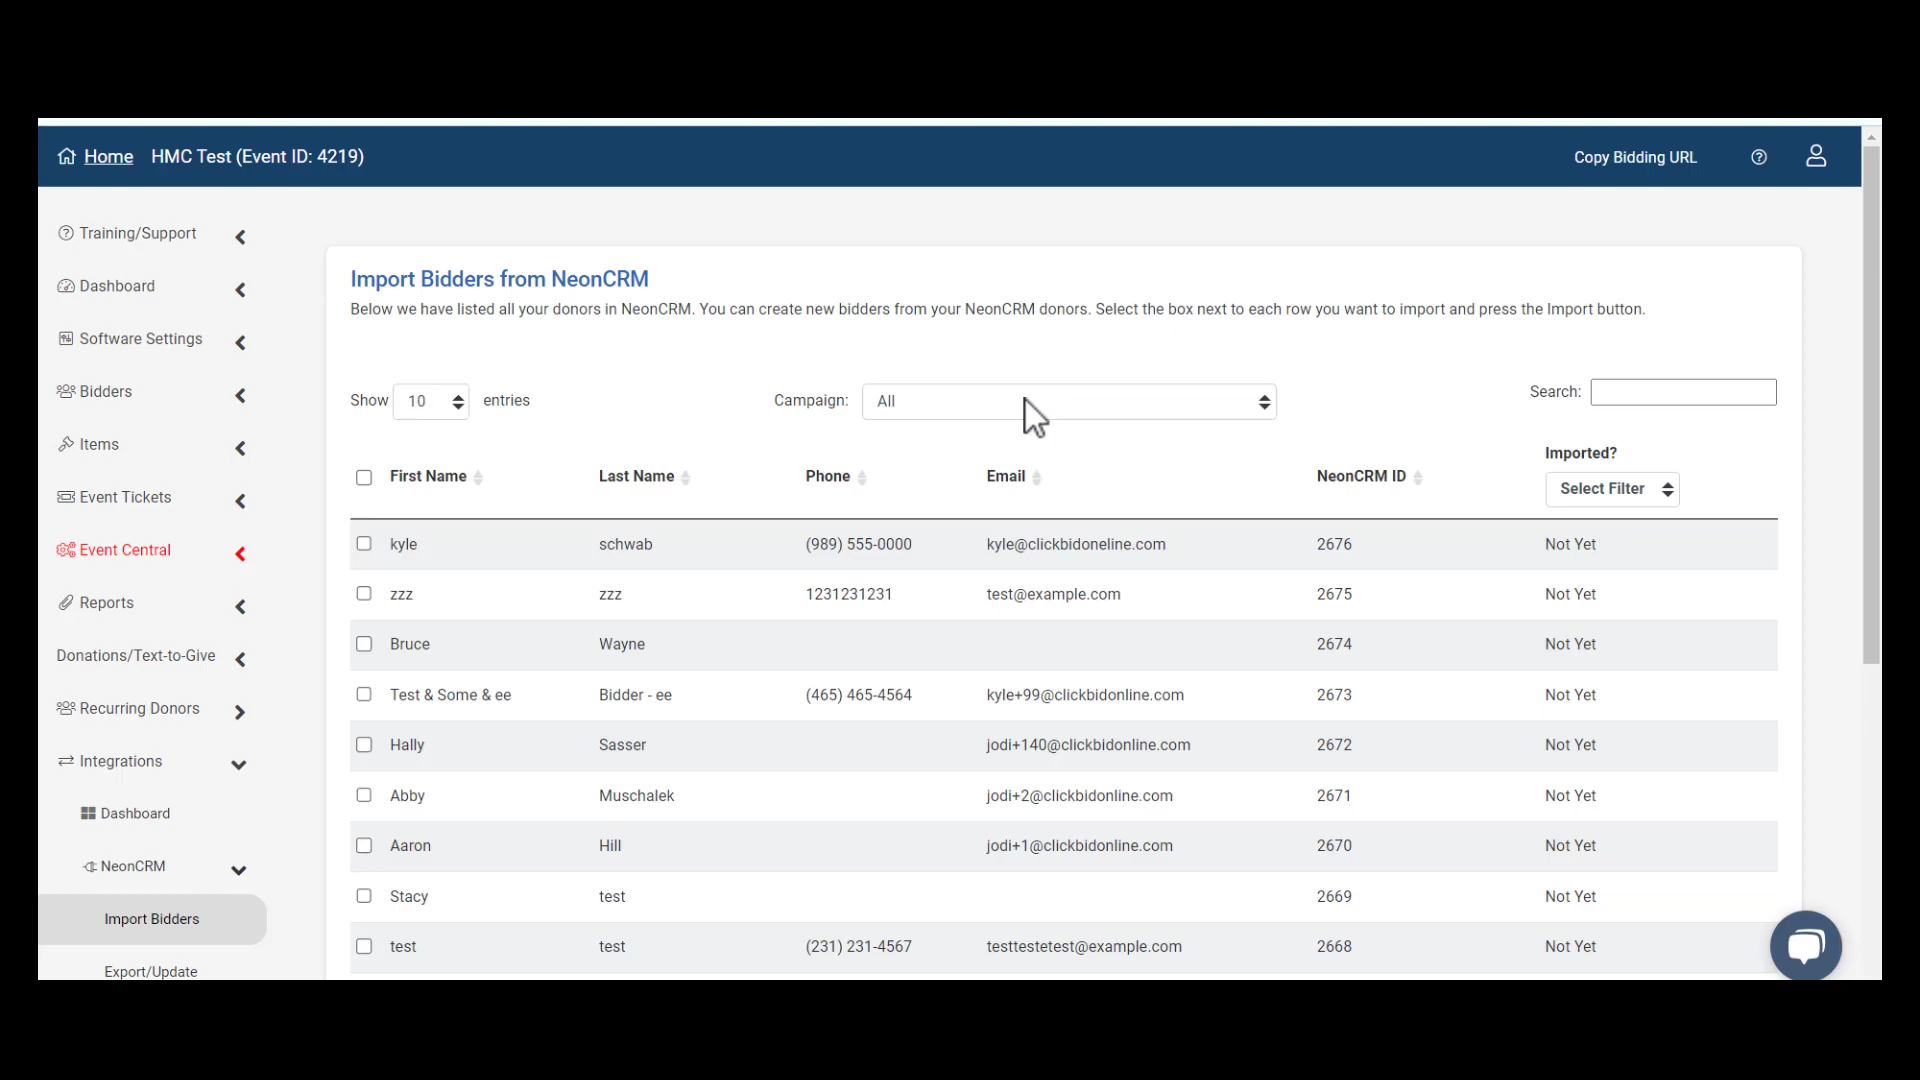 Home HMC Test (Event ID: 4219) Copy Bidding URL
Training/Support
Dashboard
Software Settings
Bidders
Items
Event Tickets
Event Central
Reports
Donations/Text-to-Give
Recurring Donors
Integrations
Dashboard
NeonCRM
Import Bidders
Export/Update
Import Bidders from NeonCRM
Below we have listed all your donors in NeonCRM. You can create new bidders from your NeonCRM donors. Select the box next to each row you want to import and press the Import button.
Show 10 entries Campaign: All Search:
First Name Last Name Phone Email NeonCRM ID Imported?
Select Filter
kyle schwab (989) 555-0000 kyle@clickbidoneline.com 2676 Not Yet
zzz zzz 1231231231 test@example.com 2675 Not Yet
Bruce Wayne 2674 Not Yet
Test & Some & ee Bidder - ee (465) 465-4564 kyle+99@clickbidonline.com 2673 Not Yet
Hally Sasser jodi+140@clickbidonline.com 2672 Not Yet
Abby Muschalek jodi+2@clickbidonline.com 2671 Not Yet
Aaron Hill jodi+1@clickbidonline.com 2670 Not Yet
Stacy test 2669 Not Yet
test test (231) 231-4567 testtestetest@example.com 2668 Not Yet